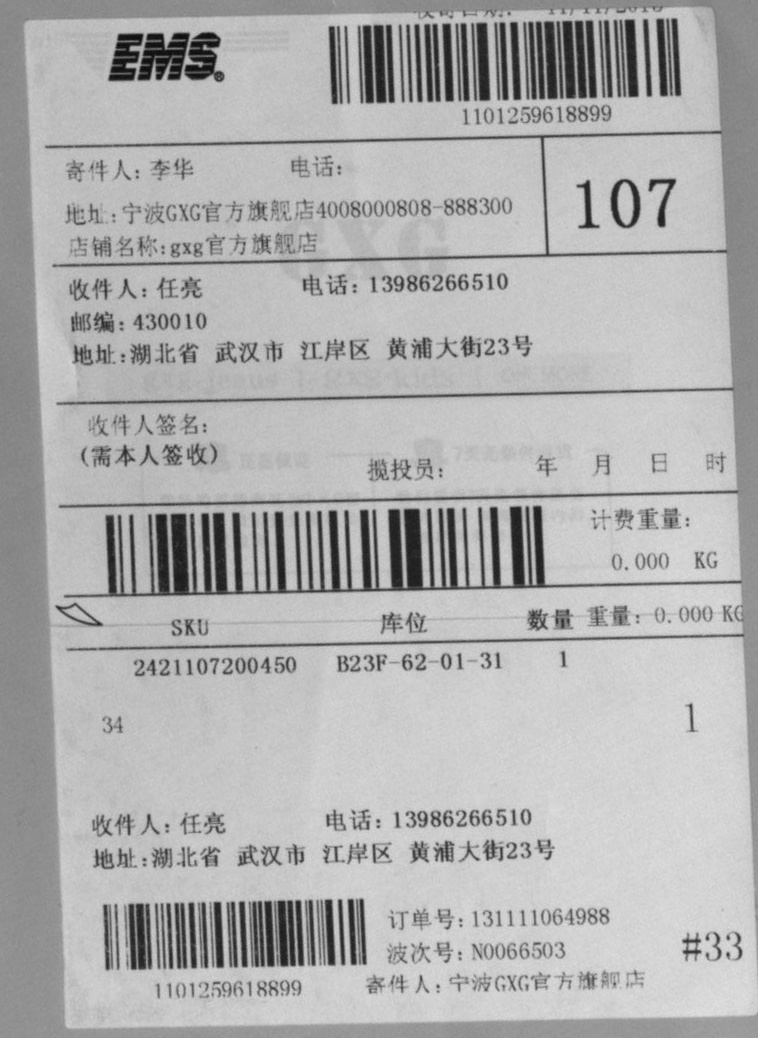 收寄日期: 11/11/2013
EMS®
1101259618899
寄件人: 李华 电话:
地址:宁波GXG官方旗舰店4008000808-888300
店铺名称:gxg官方旗舰店
107
收件人: 任亮 电话: 13986266510
邮编: 430010
地址:湖北省 武汉市 江岸区 黄浦大街23号
收件人签名:
(需本人签收)
揽投员: 年 月 日 时
计费重量:
0.000 KG
SKU 库位 数量 重量: 0.000 KG
2421107200450 B23F-62-01-31 1
34 1
收件人: 任亮 电话: 13986266510
地址:湖北省 武汉市 江岸区 黄浦大街23号
订单号: 131111064988
波次号: N0066503
#33
1101259618899
寄件人: 宁波GXG官方旗舰店